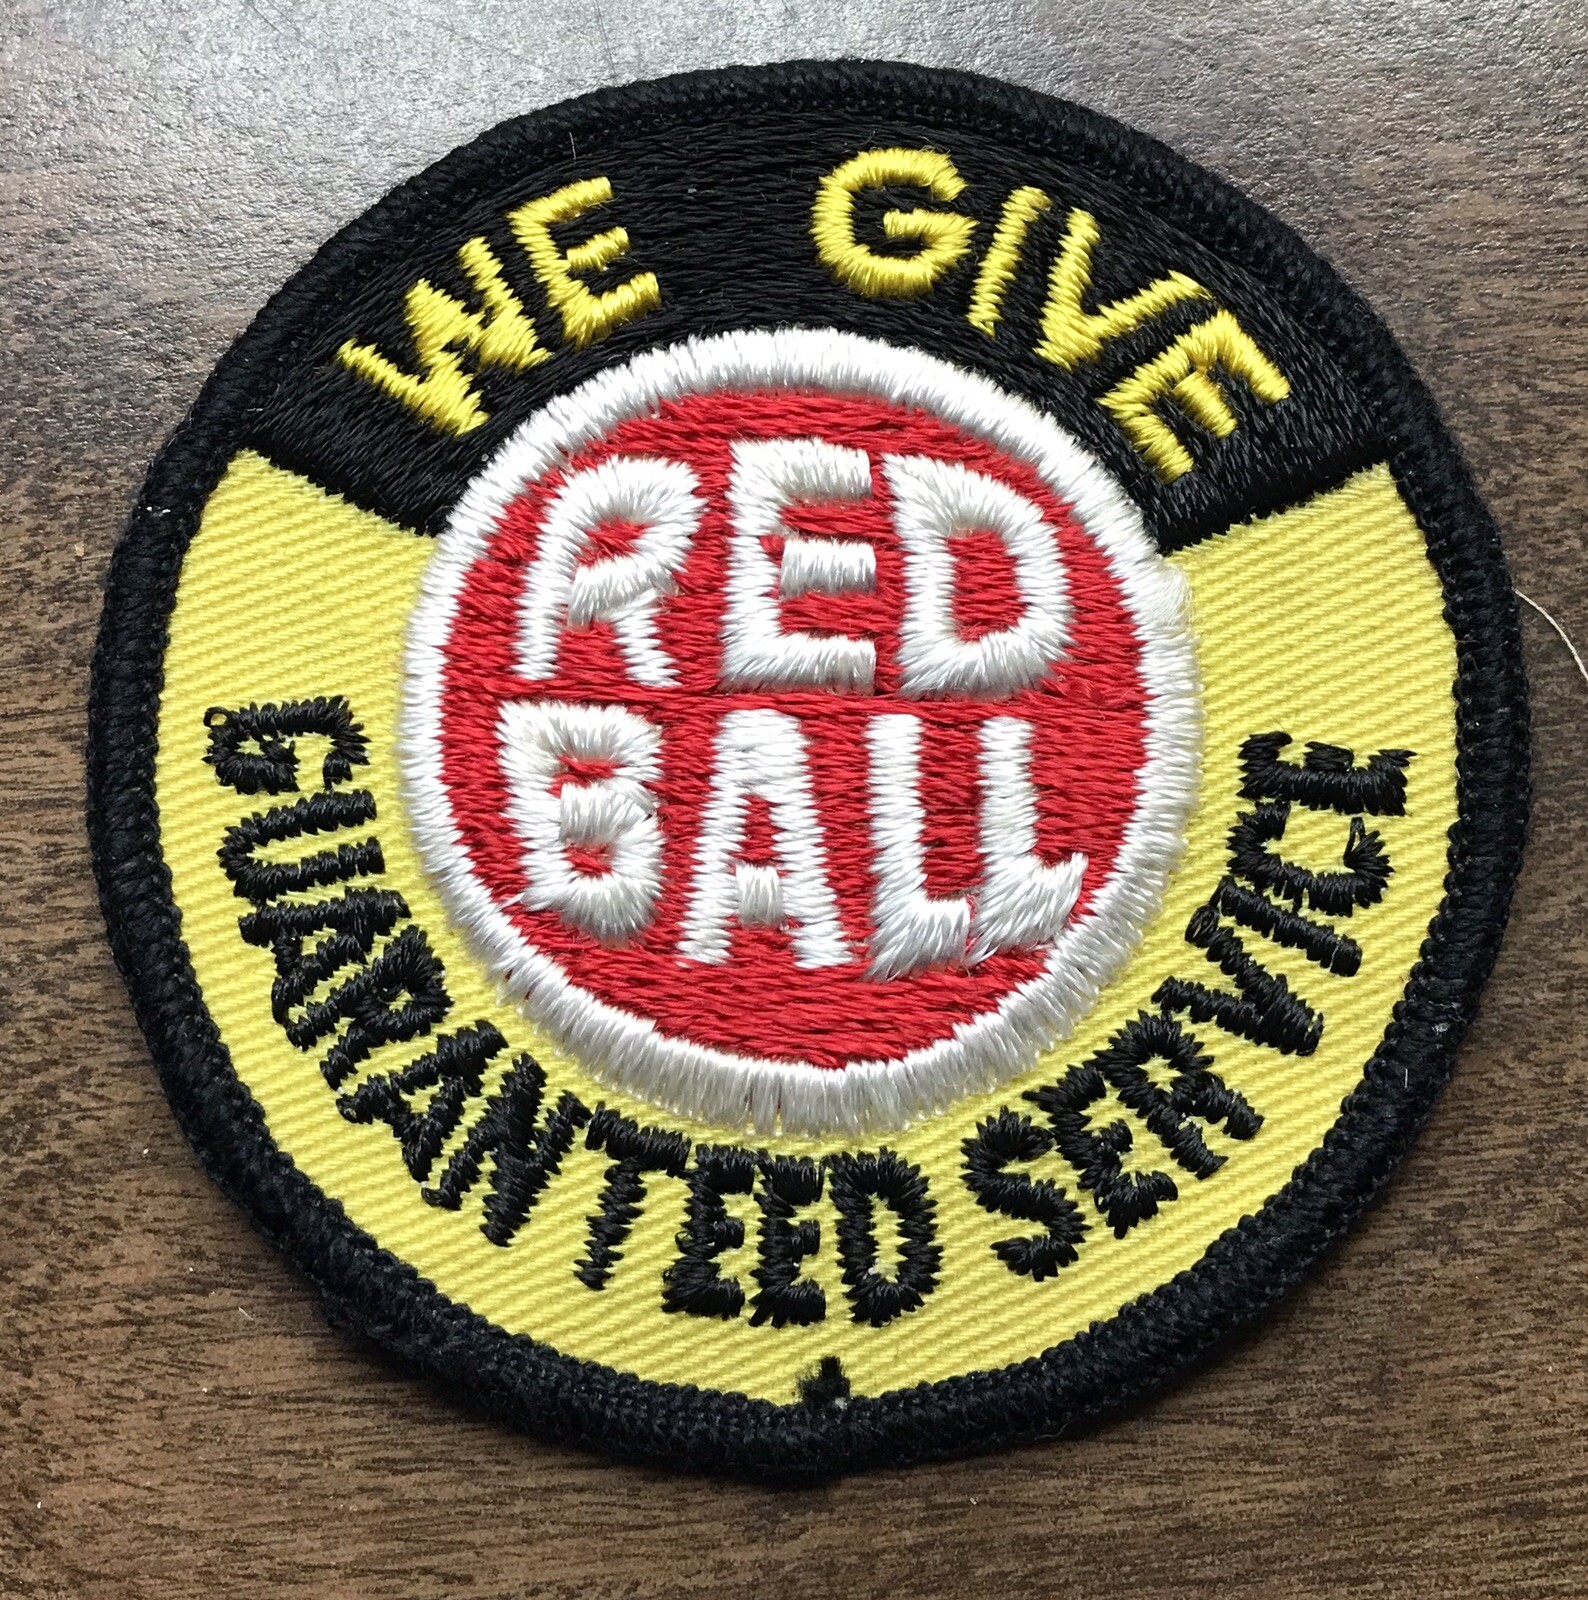 WE GIVE
RED
BALL
GUARANTEED SERVICE